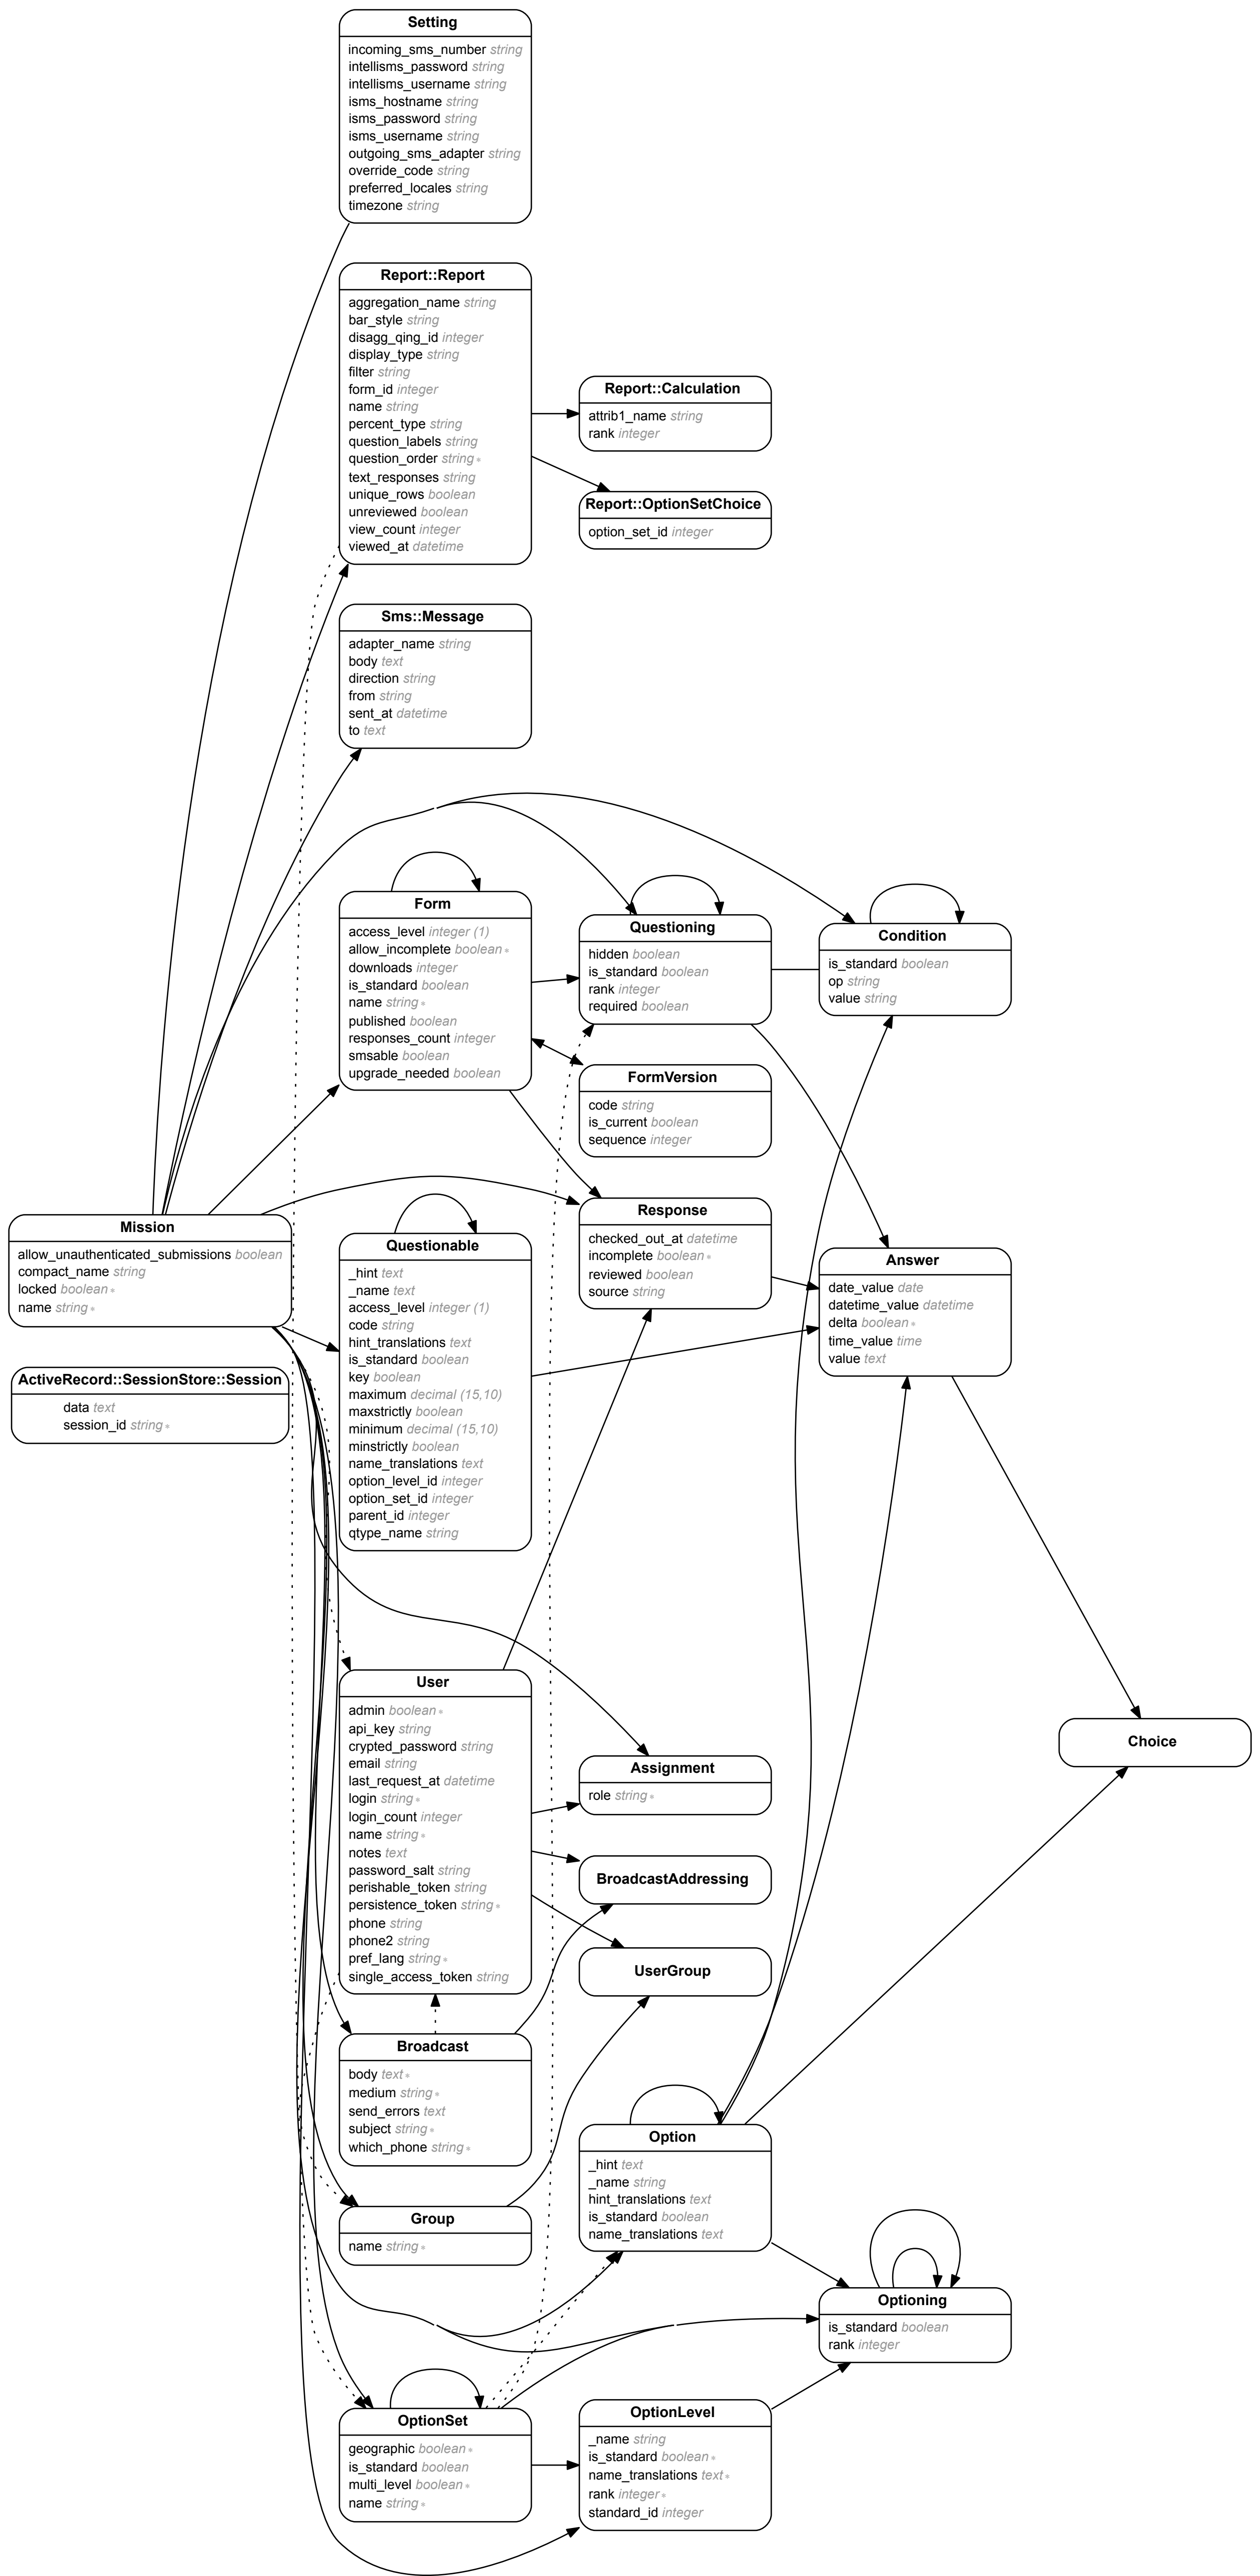 Setting
incoming_sms_number string
intellisms_password string
intellisms_username string
isms_hostname string
isms_password string
isms_username string
outgoing_sms_adapter string
override_code string
preferred_locales string
timezone string
Report::Report
aggregation_name string
bar_style string
disagg_qing_id integer
display_type string
filter string
form_id integer
name string
percent_type string
question_labels string
question_order string *
text_responses string
unique_rows boolean
unreviewed boolean
view_count integer
viewed_at datetime
Report::Calculation
attrib1_name string
rank integer
Report::OptionSetChoice
option_set_id integer
Sms::Message
adapter_name string
body text
direction string
from string
sent_at datetime
to text
Form
access_level integer (1)
allow_incomplete boolean *
downloads integer
is_standard boolean
name string *
published boolean
responses_count integer
smsable boolean
upgrade_needed boolean
Questioning
hidden boolean
is_standard boolean
rank integer
required boolean
Condition
is_standard boolean
op string
value string
FormVersion
code string
is_current boolean
sequence integer
Mission
allow_unauthenticated_submissions boolean
compact_name string
locked boolean *
name string *
Questionable
_hint text
_name text
access_level integer (1)
code string
hint_translations text
is_standard boolean
key boolean
maximum decimal (15,10)
maxstrictly boolean
minimum decimal (15,10)
minstrictly boolean
name_translations text
option_level_id integer
option_set_id integer
parent_id integer
qtype_name string
Response
checked_out_at datetime
incomplete boolean *
reviewed boolean
source string
Answer
date_value date
datetime_value datetime
delta boolean *
time_value time
value text
ActiveRecord::SessionStore::Session
data text
session_id string *
User
admin boolean *
api_key string
crypted_password string
email string
last_request_at datetime
login string *
login_count integer
name string *
notes text
password_salt string
perishable_token string
persistence_token string *
phone string
phone2 string
pref_lang string *
single_access_token string
Assignment
role string *
Choice
BroadcastAddressing
UserGroup
Broadcast
body text *
medium string *
send_errors text
subject string *
which_phone string *
Option
_hint text
_name string
hint_translations text
is_standard boolean
name_translations text
Group
name string *
Optioning
is_standard boolean
rank integer
OptionSet
geographic boolean *
is_standard boolean
multi_level boolean *
name string *
OptionLevel
_name string
is_standard boolean *
name_translations text *
rank integer *
standard_id integer